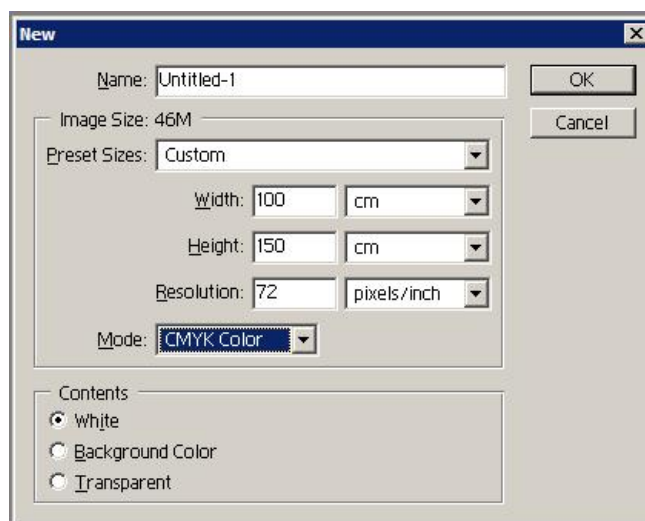 New
Name: Untitled-1
OK
Image Size: 46M
Cancel
Preset Sizes: Custom
Width: 100 cm
Height: 150 cm
Resolution: 72 pixels/inch
Mode: CMYK Color
Contents
White
Background Color
Transparent